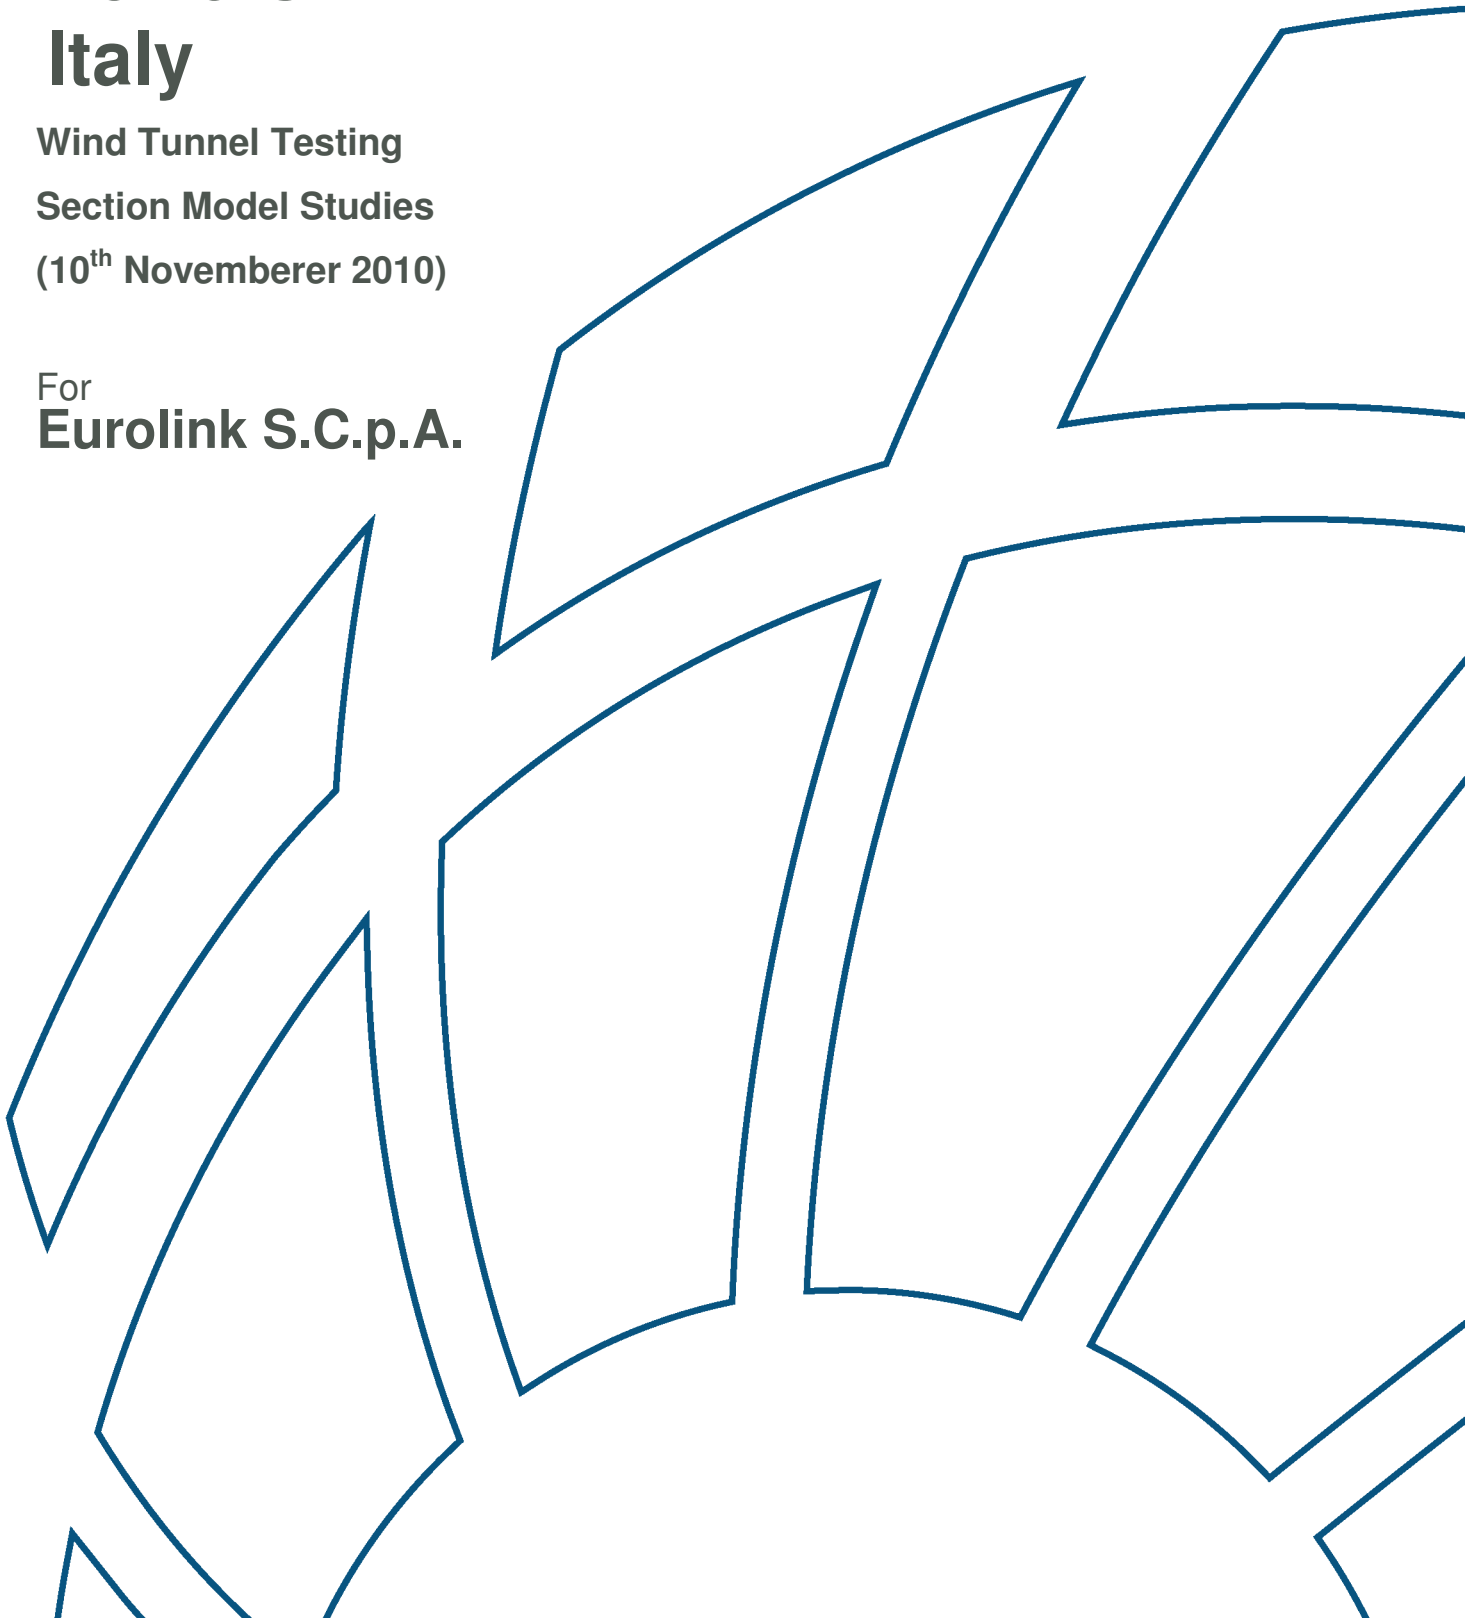 Italy
Wind Tunnel Testing
Section Model Studies
(10th Novemberer 2010)
For
Eurolink S.C.p.A.